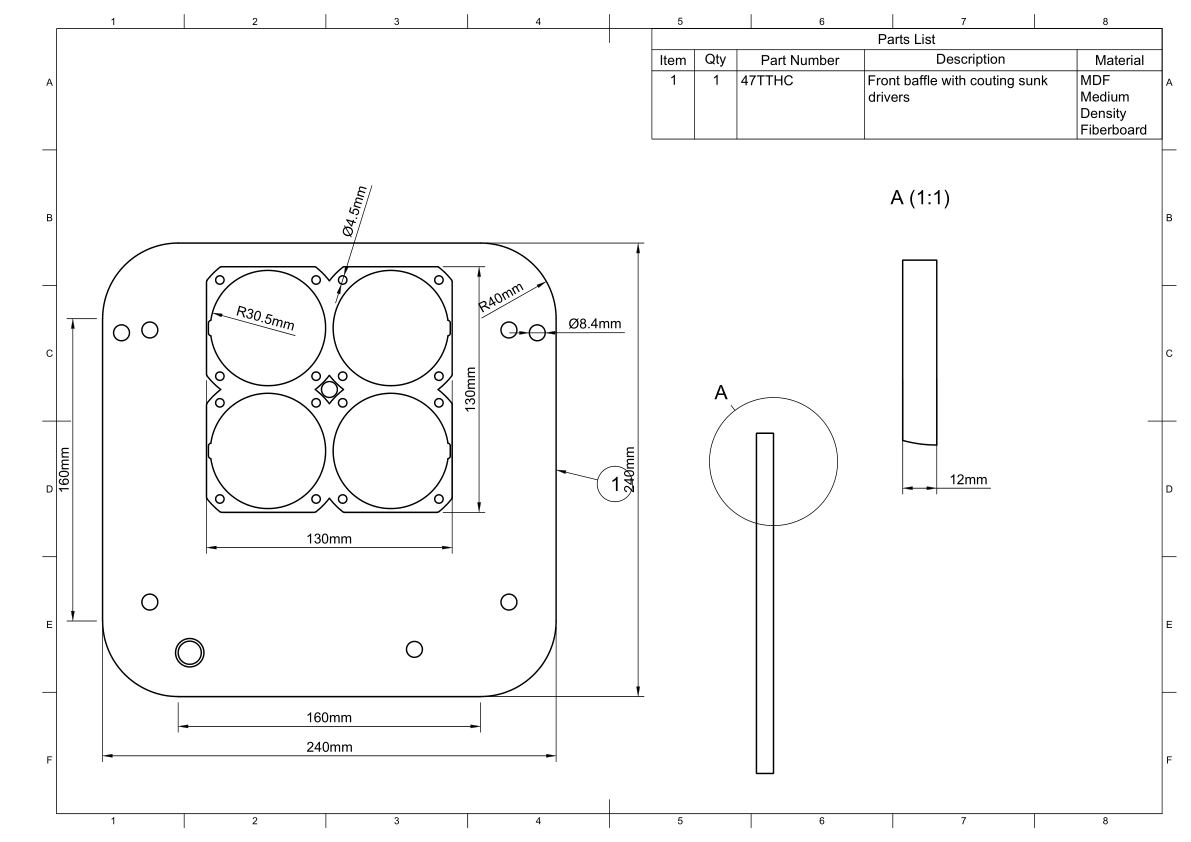 1 2 3 4 5 6 7 8
Parts List
Item Qty Part Number Description Material
1 1 47TTHC Front baffle with couting sunk MDF
drivers Medium
Density
Fiberboard
A A
B B
C C
D D
E E
F F
A (1:1)
Ø4.5mm
R40mm
R30.5mm
Ø8.4mm
130mm
A
160mm
240mm
1
12mm
130mm
160mm
240mm
1 2 3 4 5 6 7 8